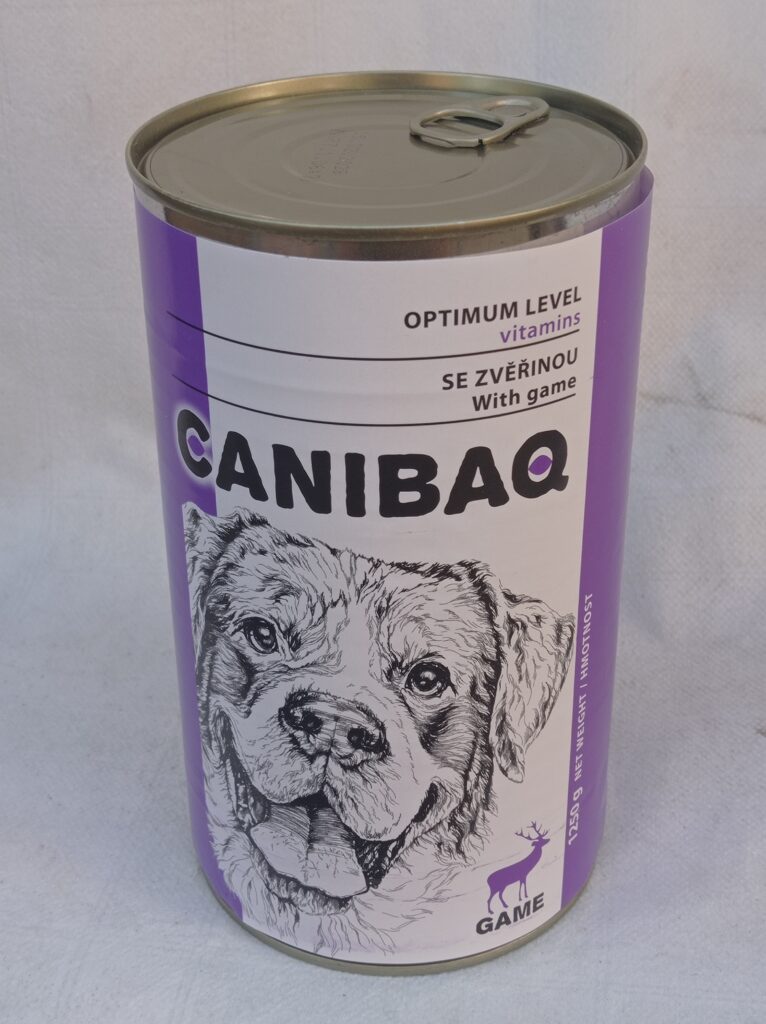 OPTIMUM LEVEL
vitamins
SE ZVĚŘINOU
With game
CANIBAQ
1250 g NET WEIGHT / HMOTNOST
GAME